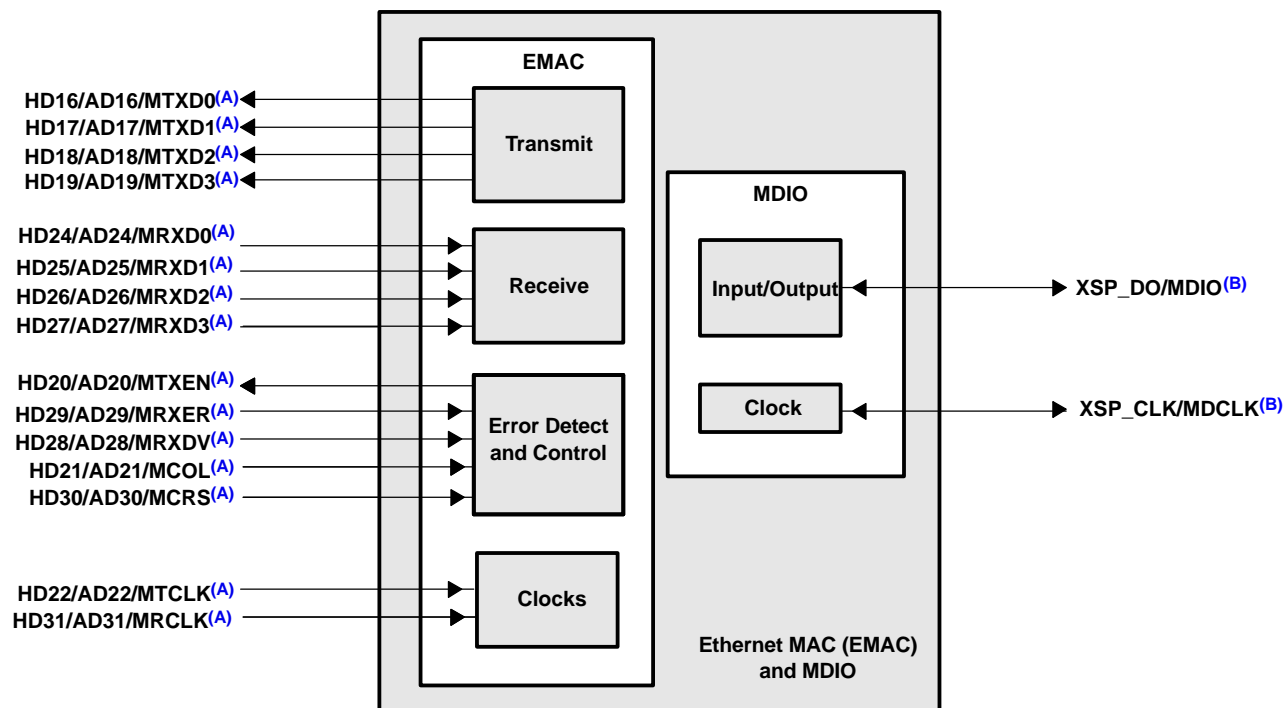 EMAC
HD16/AD16/MTXD0(A)
HD17/AD17/MTXD1(A)
HD18/AD18/MTXD2(A)
HD19/AD19/MTXD3(A)
Transmit
HD24/AD24/MRXD0(A)
HD25/AD25/MRXD1(A)
HD26/AD26/MRXD2(A)
HD27/AD27/MRXD3(A)
Receive
HD20/AD20/MTXEN(A)
HD29/AD29/MRXER(A)
HD28/AD28/MRXDV(A)
HD21/AD21/MCOL(A)
HD30/AD30/MCRS(A)
Error Detect
and Control
HD22/AD22/MTCLK(A)
HD31/AD31/MRCLK(A)
Clocks
MDIO
Input/Output
XSP_DO/MDIO(B)
Clock
XSP_CLK/MDCLK(B)
Ethernet MAC (EMAC)
and MDIO